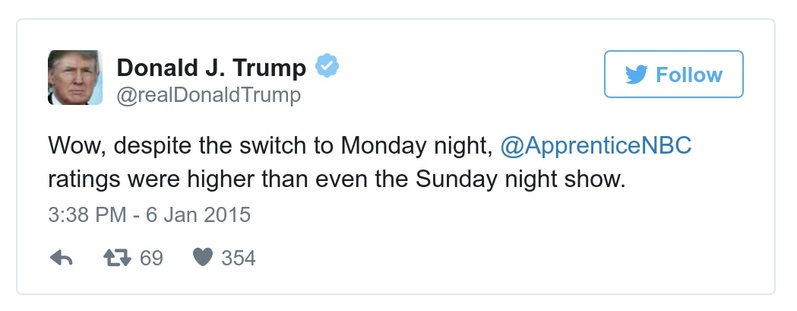 Donald J. Trump
@realDonaldTrump
Follow
Wow, despite the switch to Monday night, @ApprenticeNBC
ratings were higher than even the Sunday night show.
3:38 PM - 6 Jan 2015
69 354